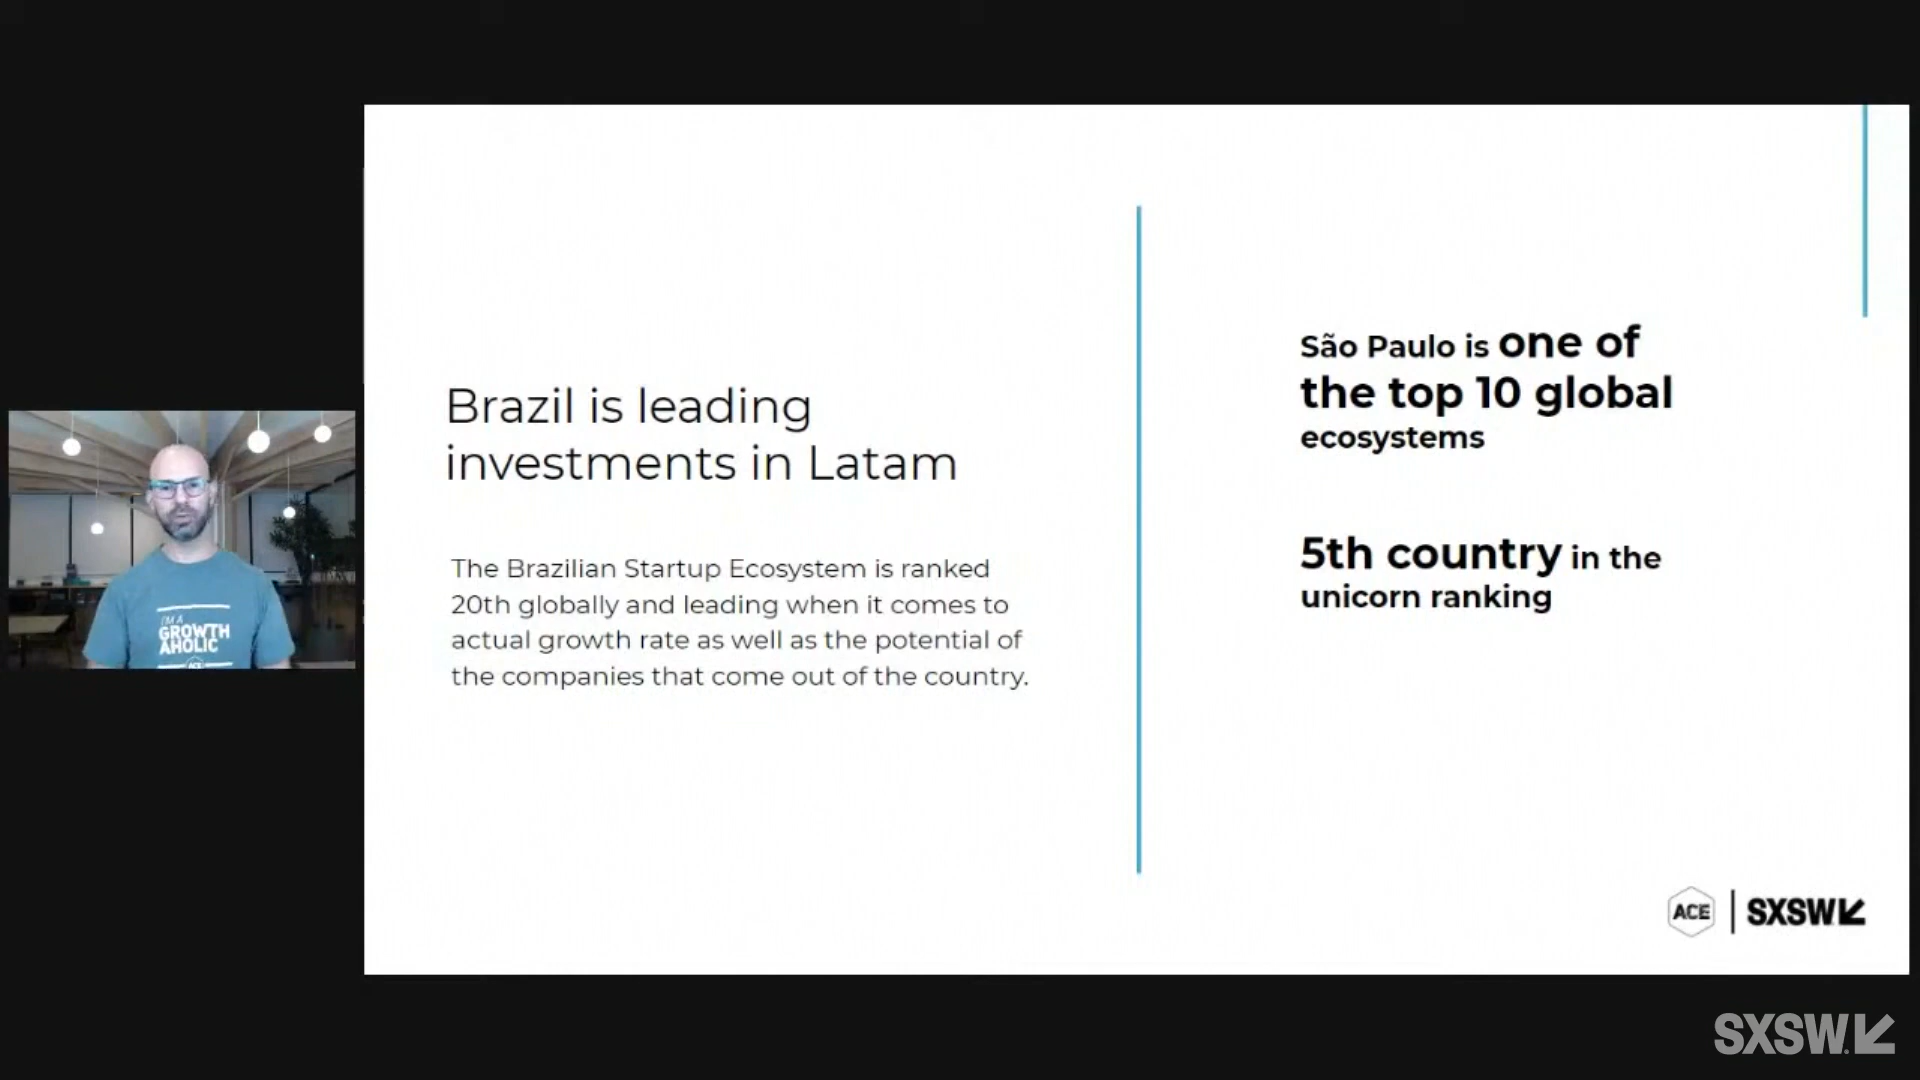 Brazil is leading
investments in Latam
The Brazilian Startup Ecosystem is ranked
20th globally and leading when it comes to
actual growth rate as well as the potential of
the companies that come out of the country.
São Paulo is one of
the top 10 global
ecosystems
5th country in the
unicorn ranking
I'M A
GROWTH
AHOLIC
ACE
ACE | SXSW
SXSW.